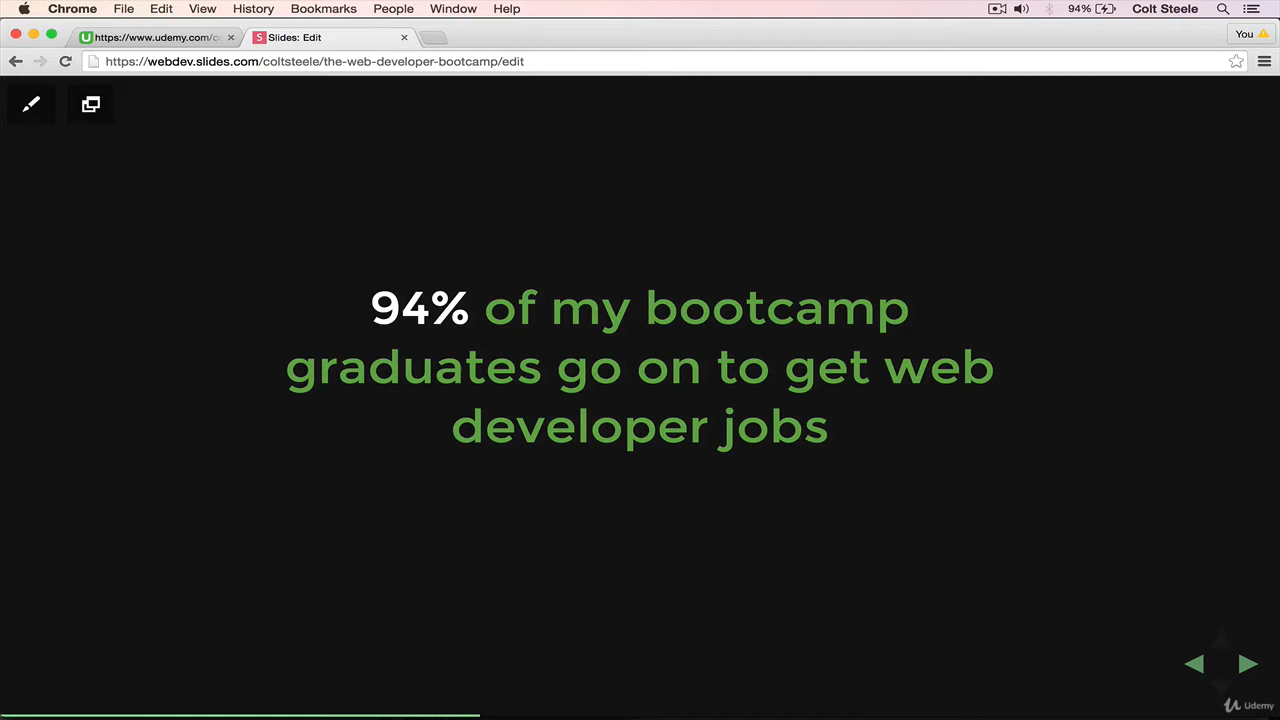 Chrome File Edit View History Bookmarks People Window Help 94% Colt Steele
https://www.udemy.com/c Slides: Edit You
https://webdev.slides.com/coltsteele/the-web-developer-bootcamp/edit
94% of my bootcamp
graduates go on to get web
developer jobs
Udemy